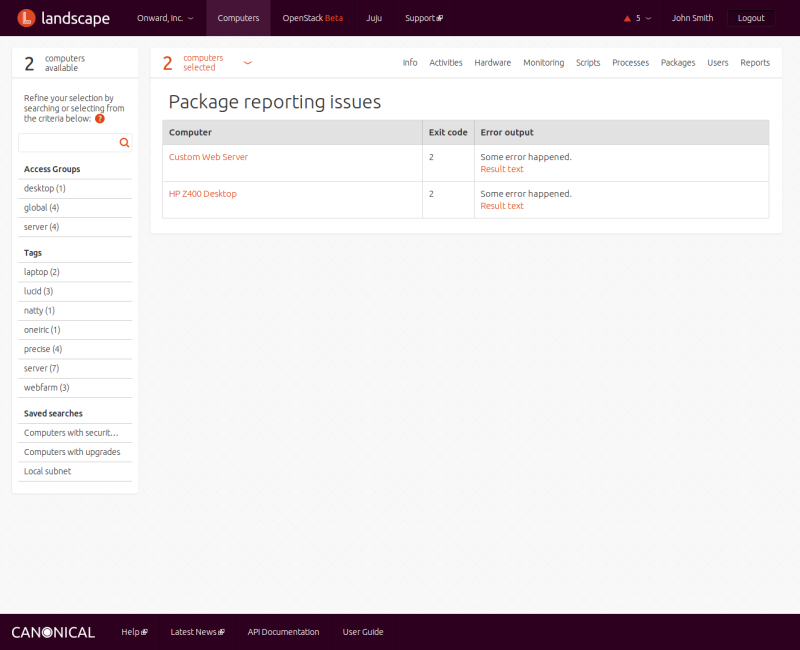 landscape
Onward, Inc.
Computers
OpenStack Beta
Juju
Support
5
John Smith
Logout
2 computers
available
Refine your selection by
searching or selecting from
the criteria below: ?
Access Groups
desktop (1)
global (4)
server (4)
Tags
laptop (2)
lucid (3)
natty (1)
oneiric (1)
precise (4)
server (7)
webfarm (3)
Saved searches
Computers with securit...
Computers with upgrades
Local subnet
2 computers
selected
Info
Activities
Hardware
Monitoring
Scripts
Processes
Packages
Users
Reports
Package reporting issues
Computer Exit code Error output
Custom Web Server 2 Some error happened.
Result text
HP Z400 Desktop 2 Some error happened.
Result text
CANONICAL
Help
Latest News
API Documentation
User Guide